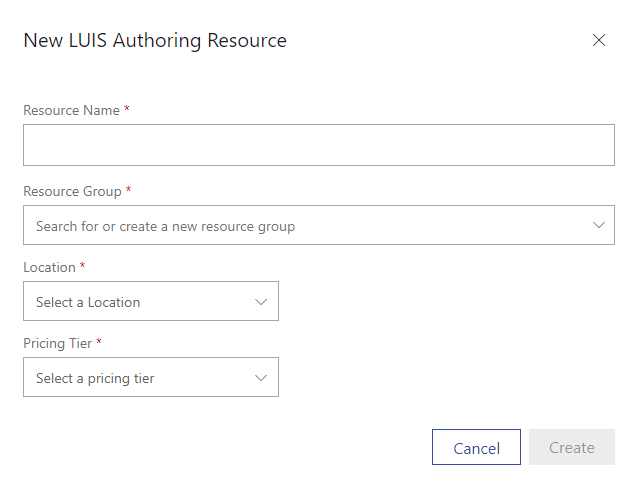 New LUIS Authoring Resource
Resource Name *
Resource Group *
Search for or create a new resource group
Location *
Select a Location
Pricing Tier *
Select a pricing tier
Cancel Create